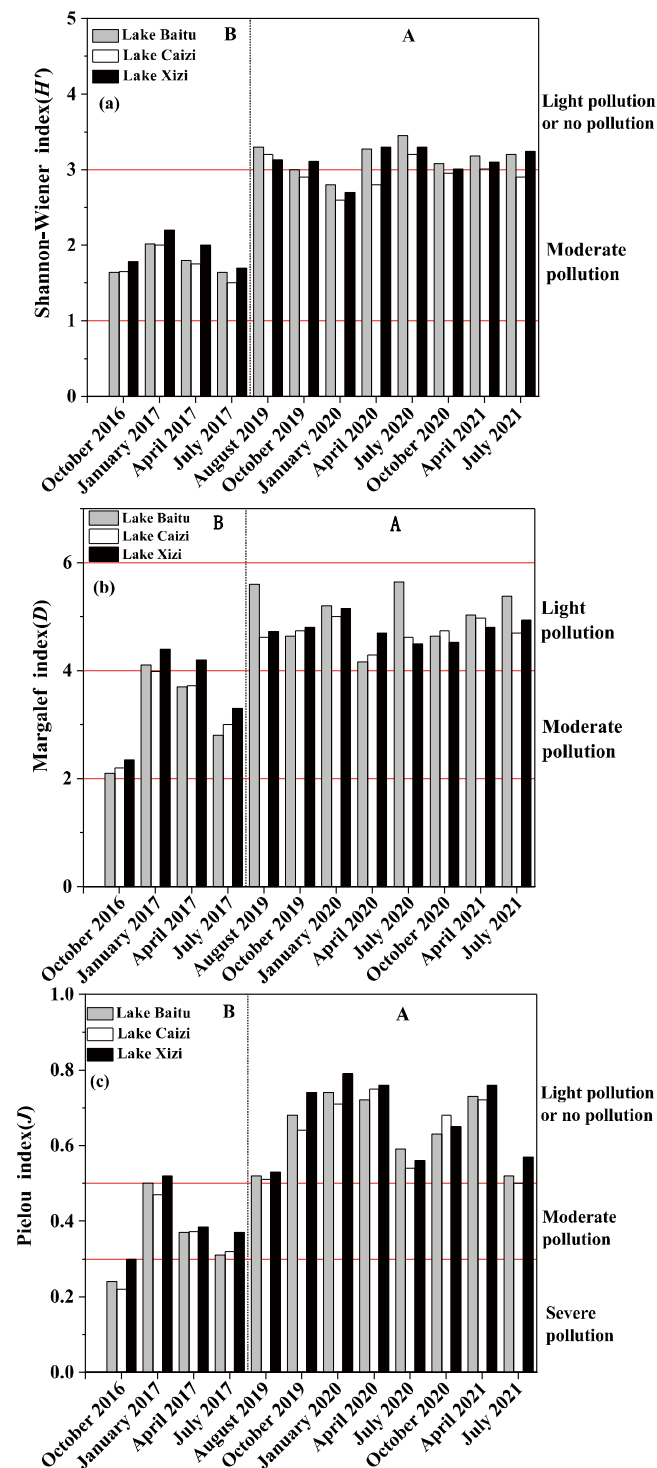 5
4
3
2
1
0
Shannon-Wiener index(H')
Lake Baitu
Lake Caizi
Lake Xizi
B
A
(a)
Light pollution
or no pollution
Moderate
pollution
October 2016
January 2017
April 2017
July 2017
August 2019
October 2019
January 2020
April 2020
July 2020
October 2020
April 2021
July 2021
6
4
2
0
Margalef index(D)
Lake Baitu
Lake Caizi
Lake Xizi
B
A
(b)
Light
pollution
Moderate
pollution
October 2016
January 2017
April 2017
July 2017
August 2019
October 2019
January 2020
April 2020
July 2020
October 2020
April 2021
July 2021
1.0
0.8
0.6
0.4
0.2
0.0
Pielou index(J)
Lake Baitu
Lake Caizi
Lake Xizi
B
A
(c)
Light pollution
or no pollution
Moderate
pollution
Severe
pollution
October 2016
January 2017
April 2017
July 2017
August 2019
October 2019
January 2020
April 2020
July 2020
October 2020
April 2021
July 2021